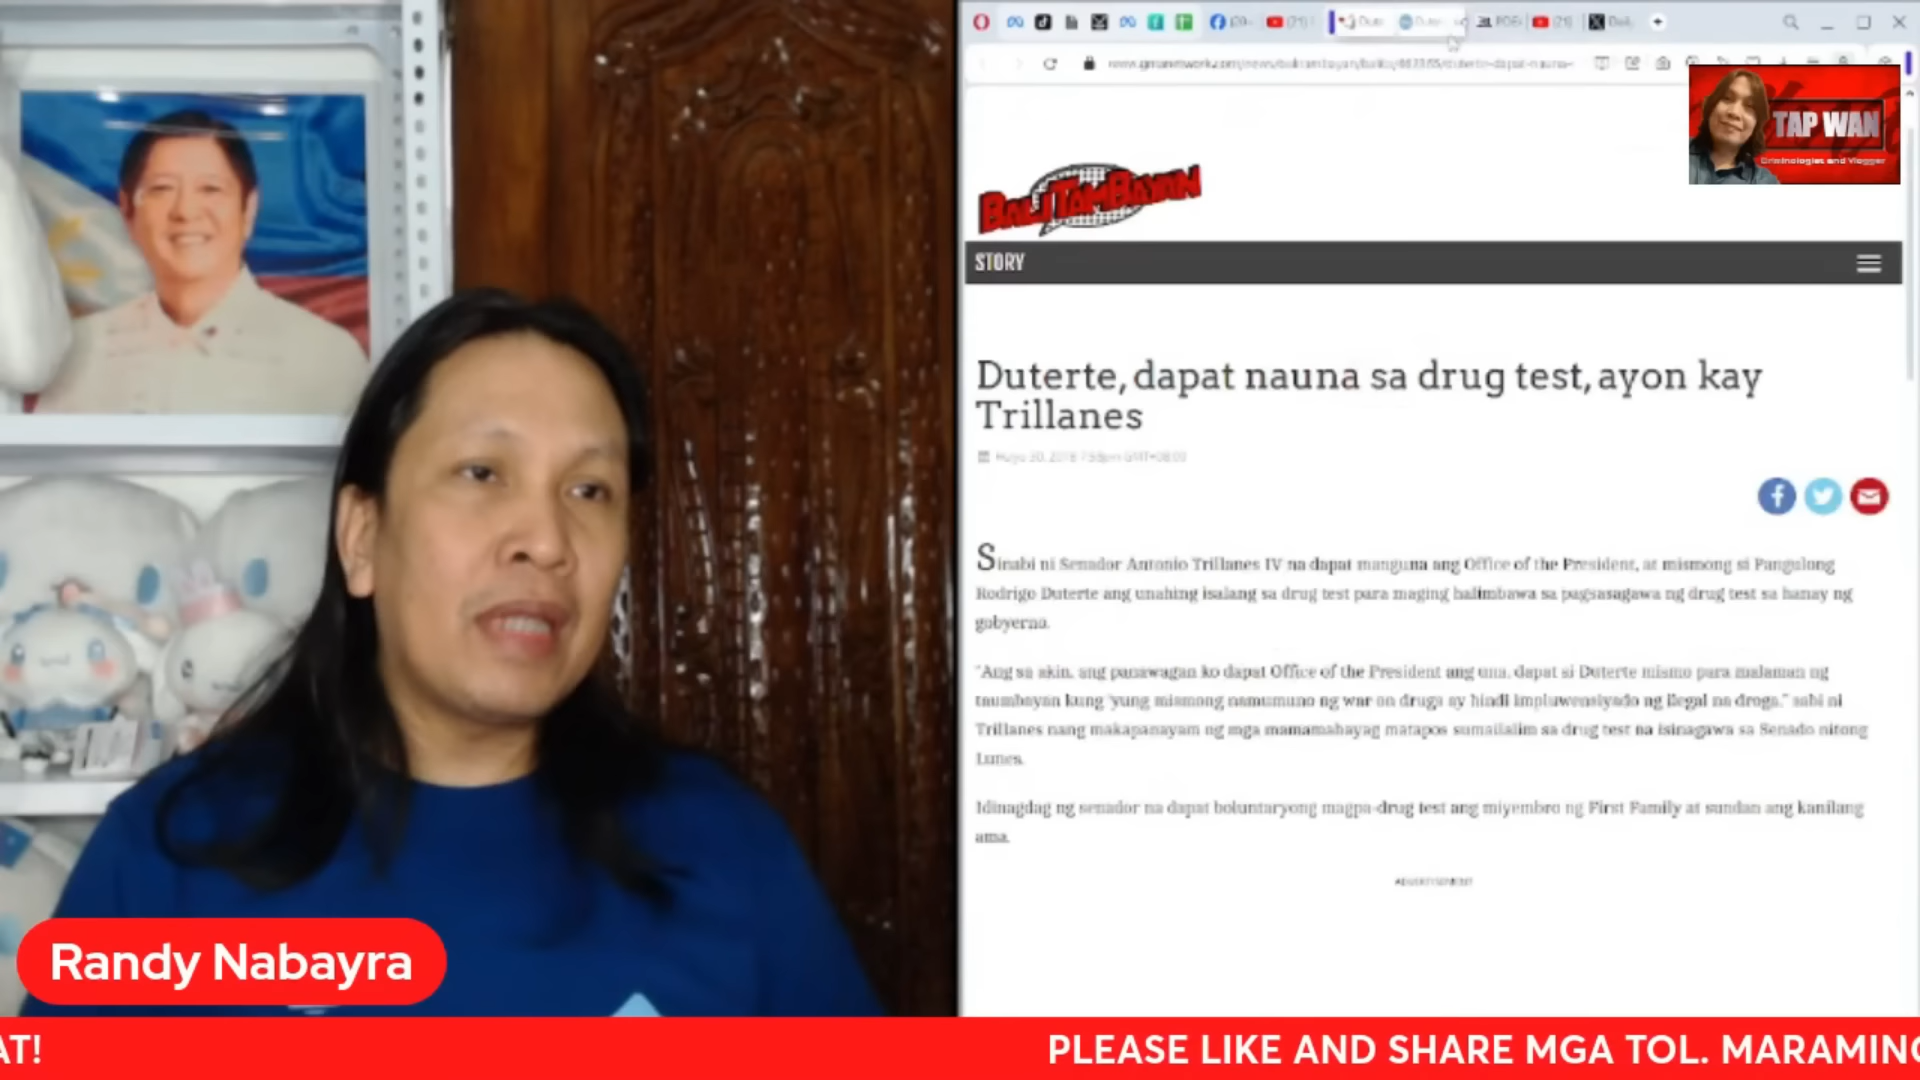 TAP WAN
Criminologist and Vlogger
BALITAMBAYAN
STORY
Duterte, dapat nauna sa drug test, ayon kay
Trillanes
Hulyo 30, 2018 GMT+08:00
Sinabi ni Senador Antonio Trillanes IV na dapat manguna ang Office of the President, at mismong si Pangulong
Rodrigo Duterte ang unahing isalang sa drug test para maging halimbawa sa pagsasagawa ng drug test sa hanay ng
gobyerno.
"Ang sa akin, ang panawagan ko dapat Office of the President ang una, dapat si Duterte mismo para malaman ng
taumbayan kung 'yung mismong namumuno ng war on drugs ay hindi impluwensiyado ng ilegal na droga," sabi ni
Trillanes nang makapanayam ng mga mamamahayag matapos sumailalim sa drug test na isinagawa sa Senado nitong
Lunes.
Idinagdag ng senador na dapat boluntaryong magpa-drug test ang miyembro ng First Family at sundan ang kanilang
ama.
ADVERTISEMENT
Randy Nabayra
AT!
PLEASE LIKE AND SHARE MGA TOL. MARAMING